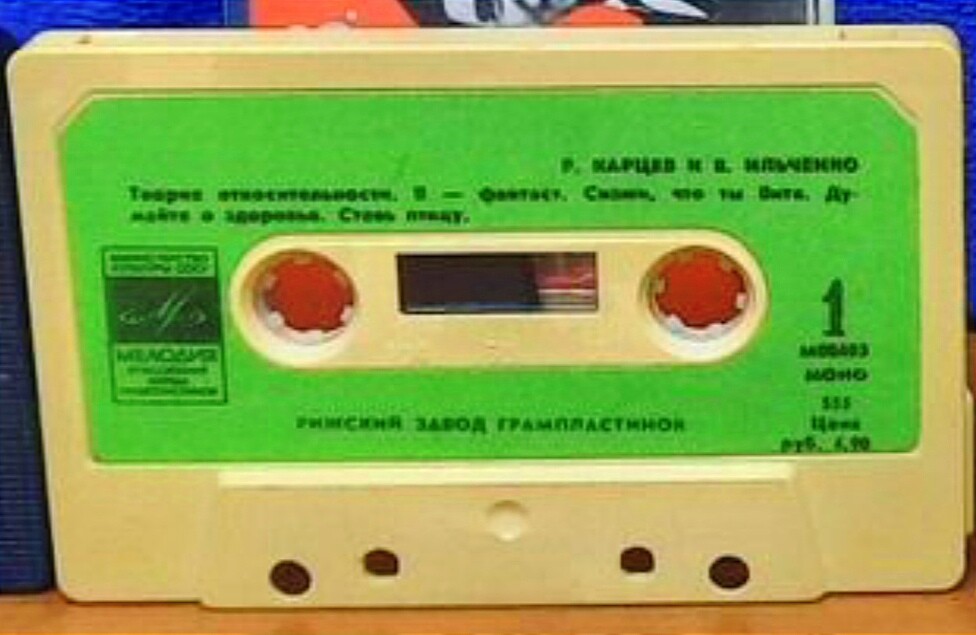 Р. КАРЦЕВ И В. ИЛЬЧЕНКО
Теория относительности. Я — фантаст. Скажи, что ты Витя. Ду-
майте о здоровье. Ставь птицу.
МИНИСТЕРСТВО
КУЛЬТУРЫ СССР
МЕЛОДИЯ
1
МОНО
РИЖСКИЙ ЗАВОД ГРАМПЛАСТИНОК
Цена
руб.